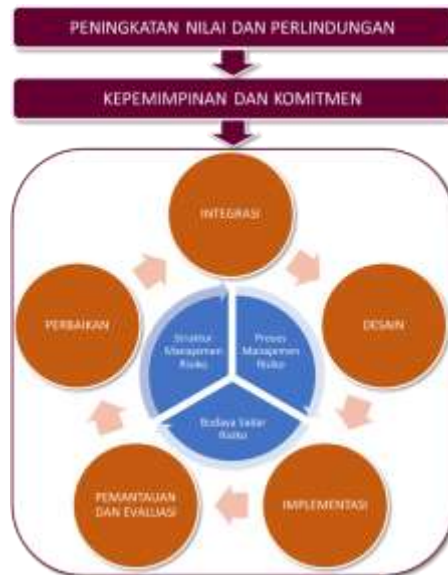 PENINGKATAN NILAI DAN PERLINDUNGAN
KEPEMIMPINAN DAN KOMITMEN
INTEGRASI
PERBAIKAN
DESAIN
Struktur
Manajemen
Risiko
Proses
Manajemen
Risiko
Budaya Sadar
Risiko
PEMANTAUAN
DAN EVALUASI
IMPLEMENTASI